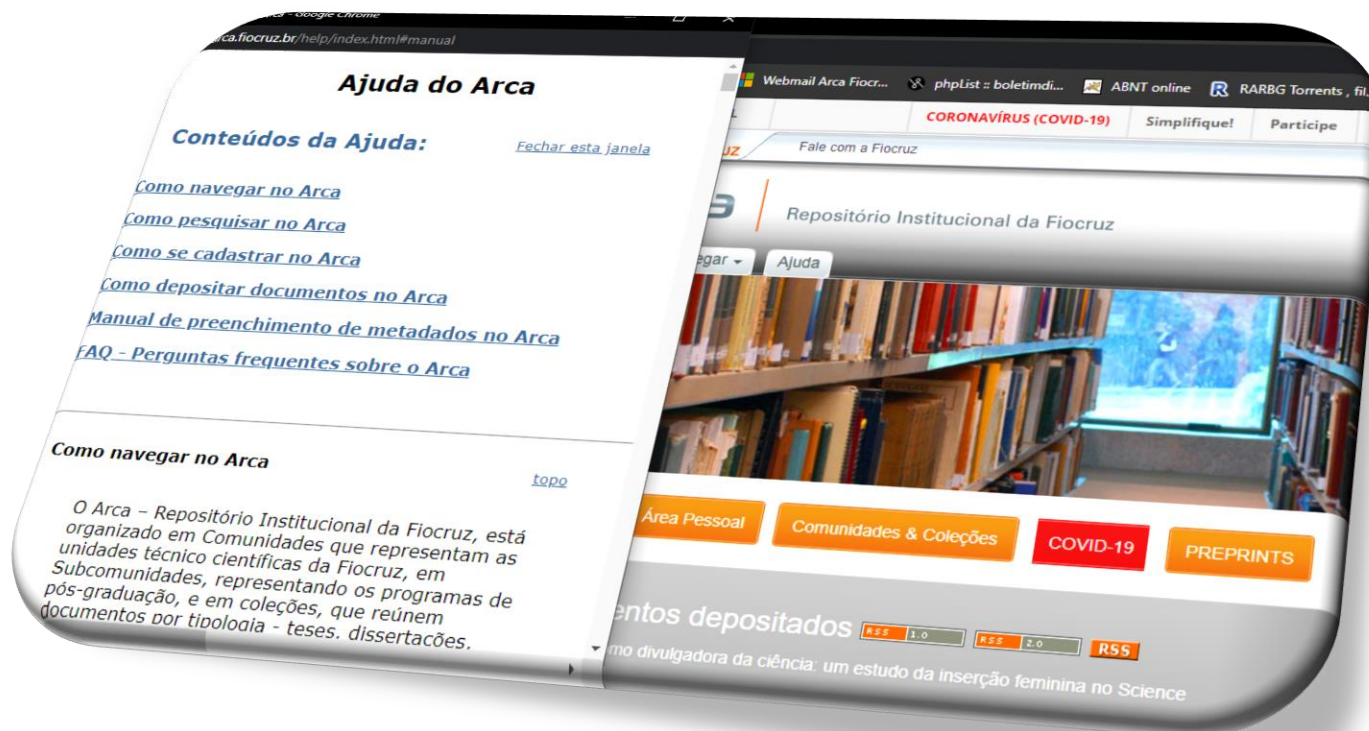 Google Chrome
arca.fiocruz.br/help/index.html#manual
Ajuda do Arca
Conteúdos da Ajuda:
Fechar esta janela
Como navegar no Arca
Como pesquisar no Arca
Como se cadastrar no Arca
Como depositar documentos no Arca
Manual de preenchimento de metadados no Arca
FAQ - Perguntas frequentes sobre o Arca
Como navegar no Arca
topo
O Arca – Repositório Institucional da Fiocruz, está
organizado em Comunidades que representam as
unidades técnico científicas da Fiocruz, em
Subcomunidades, representando os programas de
pós-graduação, e em coleções, que reúnem
documentos por tipologia - teses, dissertações,
Webmail Arca Fiocr... phpList :: boletimdi... ABNT online RARBG Torrents , fil.
CORONAVÍRUS (COVID-19) Simplifique! Participe
UZ Fale com a Fiocruz
Repositório Institucional da Fiocruz
egar Ajuda
Área Pessoal Comunidades & Coleções COVID-19 PREPRINTS
entos depositados RSS 1.0 RSS 2.0 RSS
mo divulgadora da ciência: um estudo da inserção feminina no Science